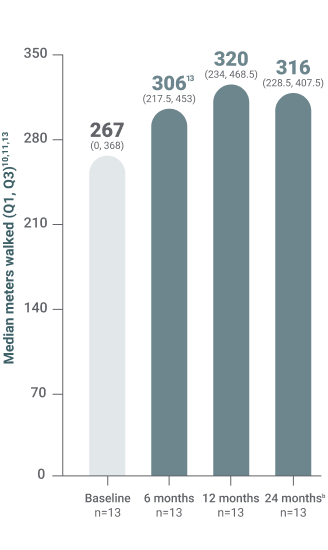 Median meters walked (Q1, Q3)10,11,13
350
280
210
140
70
0
267
(0, 368)
30613
(217.5, 453)
320
(234, 468.5)
316
(228.5, 407.5)
Baseline
n=13
6 months
n=13
12 months
n=13
24 monthsb
n=13